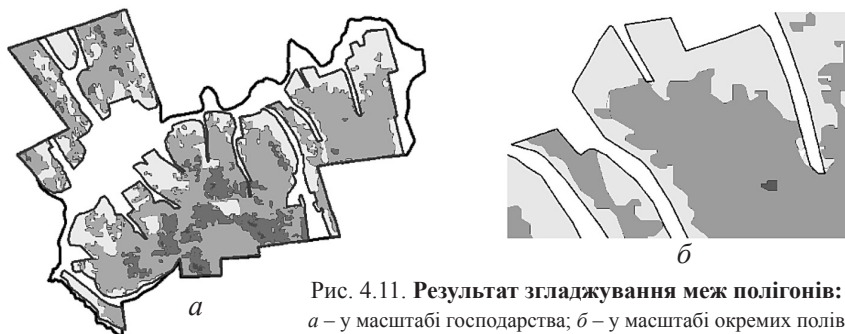 а
б
Рис. 4.11. Результат згладжування меж полігонів:
а – у масштабі господарства; б – у масштабі окремих полів